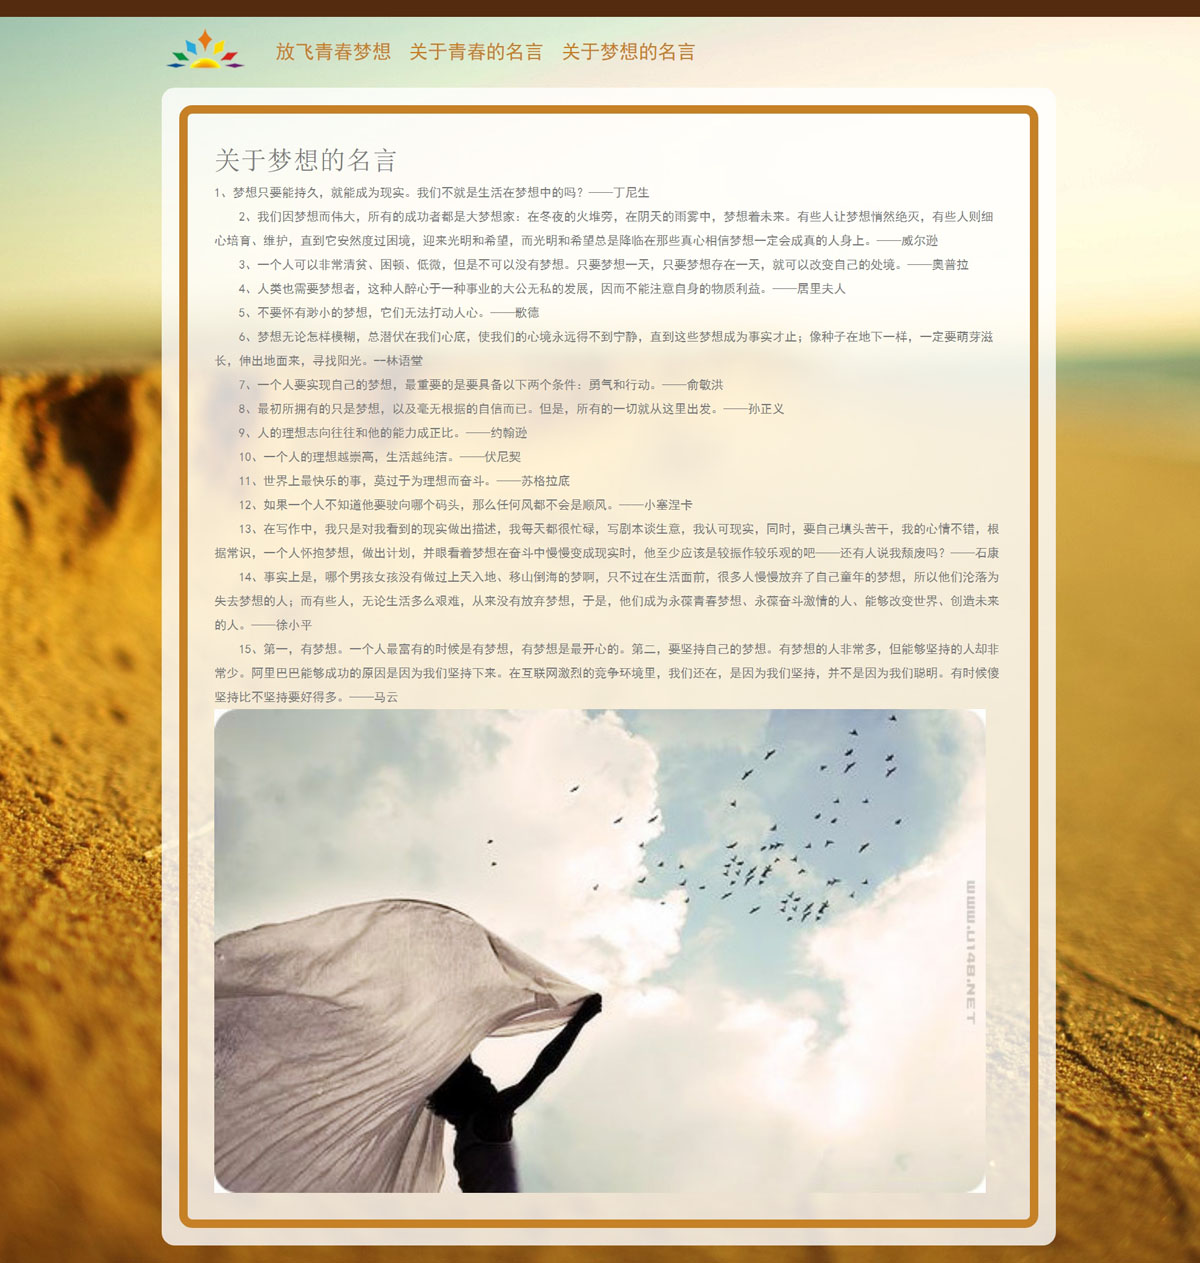 放飞青春梦想 关于青春的名言 关于梦想的名言
关于梦想的名言
1、梦想只要能持久，就能成为现实。我们不就是生活在梦想中的吗？——丁尼生
2、我们因梦想而伟大，所有的成功者都是大梦想家：在冬夜的火堆旁，在阴天的雨雾中，梦想着未来。有些人让梦想悄然绝灭，有些人则细
心培育、维护，直到它安然度过困境，迎来光明和希望，而光明和希望总是降临在那些真心相信梦想一定会成真的人身上。——威尔逊
3、一个人可以非常清贫、困顿、低微，但是不可以没有梦想。只要梦想一天，只要梦想存在一天，就可以改变自己的处境。——奥普拉
4、人类也需要梦想者，这种人醉心于一种事业的大公无私的发展，因而不能注意自身的物质利益。——居里夫人
5、不要怀有渺小的梦想，它们无法打动人心。——歌德
6、梦想无论怎样模糊，总潜伏在我们心底，使我们的心境永远得不到宁静，直到这些梦想成为事实才止；像种子在地下一样，一定要萌芽滋
长，伸出地面来，寻找阳光。--林语堂
7、一个人要实现自己的梦想，最重要的是要具备以下两个条件：勇气和行动。——俞敏洪
8、最初所拥有的只是梦想，以及毫无根据的自信而已。但是，所有的一切就从这里出发。——孙正义
9、人的理想志向往往和他的能力成正比。——约翰逊
10、一个人的理想越崇高，生活越纯洁。——伏尼契
11、世界上最快乐的事，莫过于为理想而奋斗。——苏格拉底
12、如果一个人不知道他要驶向哪个码头，那么任何风都不会是顺风。——小塞涅卡
13、在写作中，我只是对我看到的现实做出描述，我每天都很忙碌，写剧本谈生意，我认可现实，同时，要自己填头苦干，我的心情不错，根
据常识，一个人怀抱梦想，做出计划，并眼看着梦想在奋斗中慢慢变成现实时，他至少应该是较振作较乐观的吧——还有人说我颓废吗？——石康
14、事实上是，哪个男孩女孩没有做过上天入地、移山倒海的梦啊，只不过在生活面前，很多人慢慢放弃了自己童年的梦想，所以他们沦落为
失去梦想的人；而有些人，无论生活多么艰难，从来没有放弃梦想，于是，他们成为永葆青春梦想、永葆奋斗激情的人、能够改变世界、创造未来
的人。——徐小平
15、第一，有梦想。一个人最富有的时候是有梦想，有梦想是最开心的。第二，要坚持自己的梦想。有梦想的人非常多，但能够坚持的人却非
常少。阿里巴巴能够成功的原因是因为我们坚持下来。在互联网激烈的竞争环境里，我们还在，是因为我们坚持，并不是因为我们聪明。有时候傻
坚持比不坚持要好得多。——马云
WWW.U148.NET